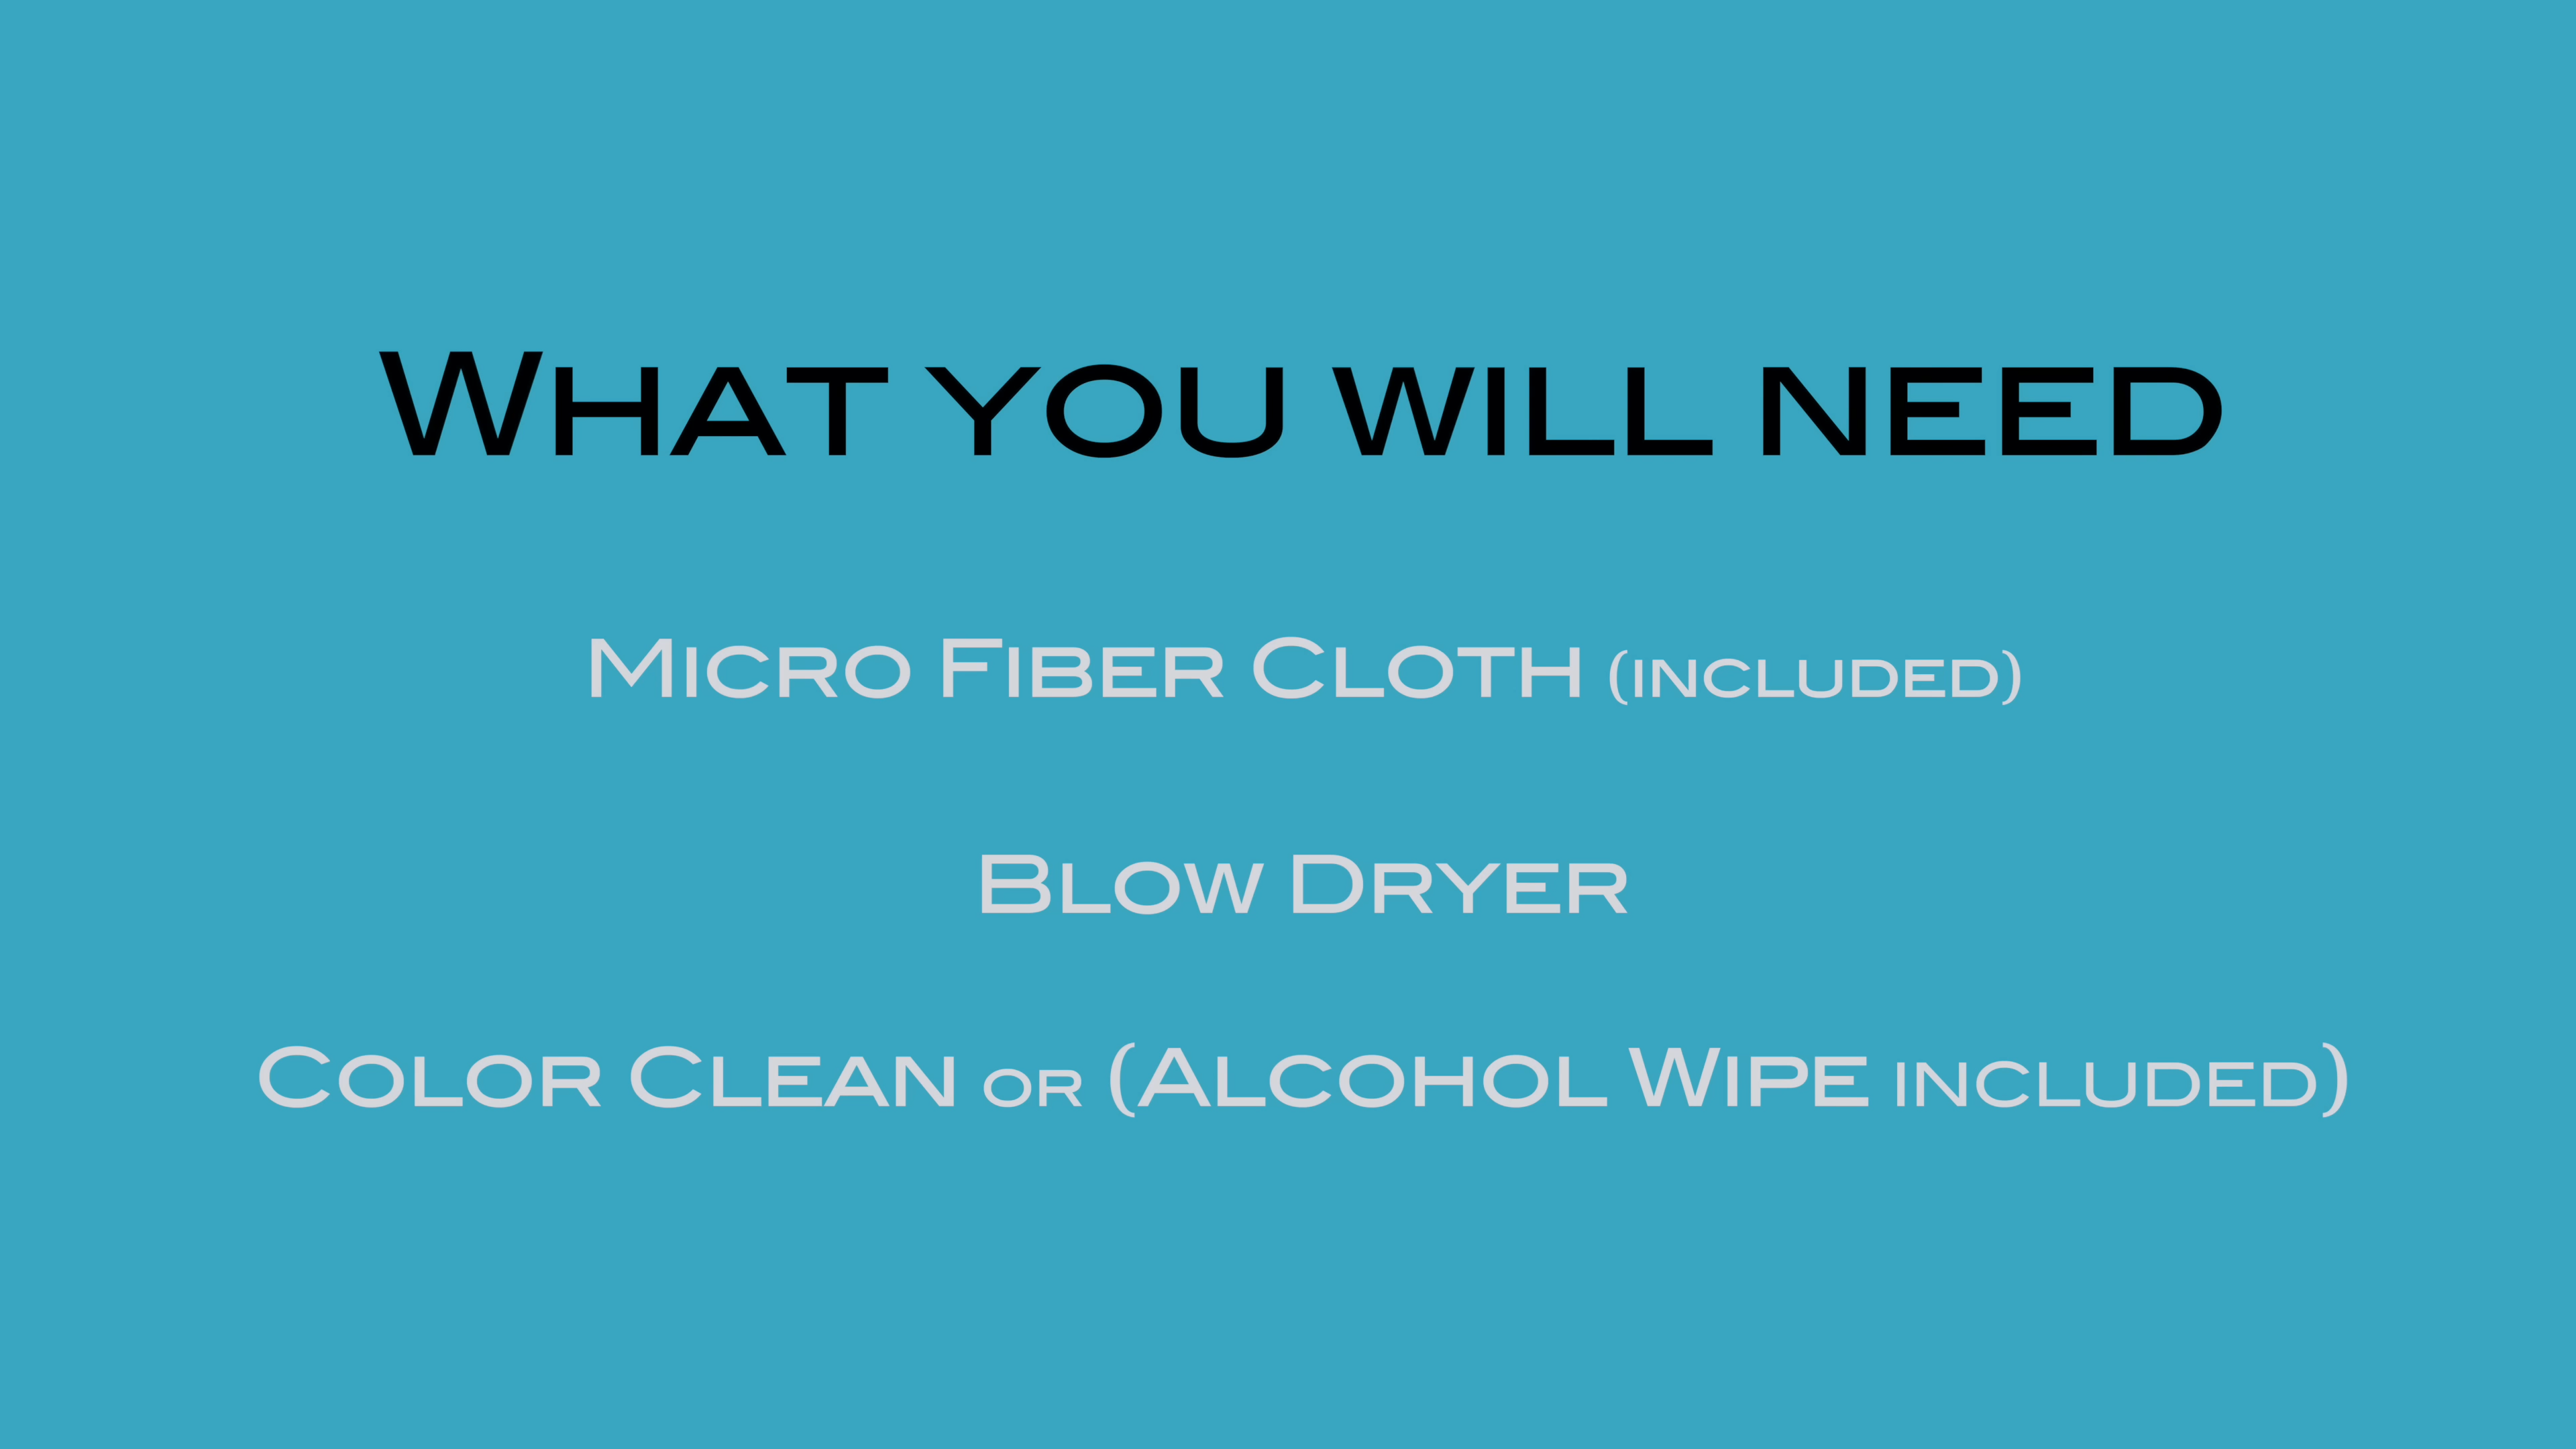 What you will need
Micro Fiber Cloth (included)
Blow Dryer
Color Clean or (Alcohol Wipe included)